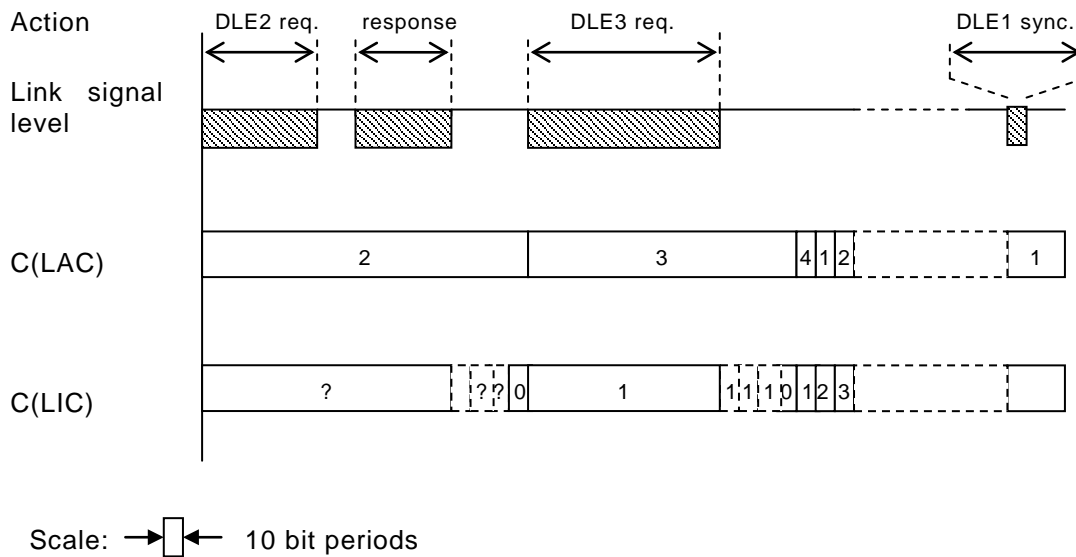 Action DLE2 req. response DLE3 req. DLE1 sync.
Link signal
level
C(LAC) 2 3 4 1 2 1
C(LIC) ? ? ? 0 1 1 1 1 0 1 2 3
Scale: 10 bit periods